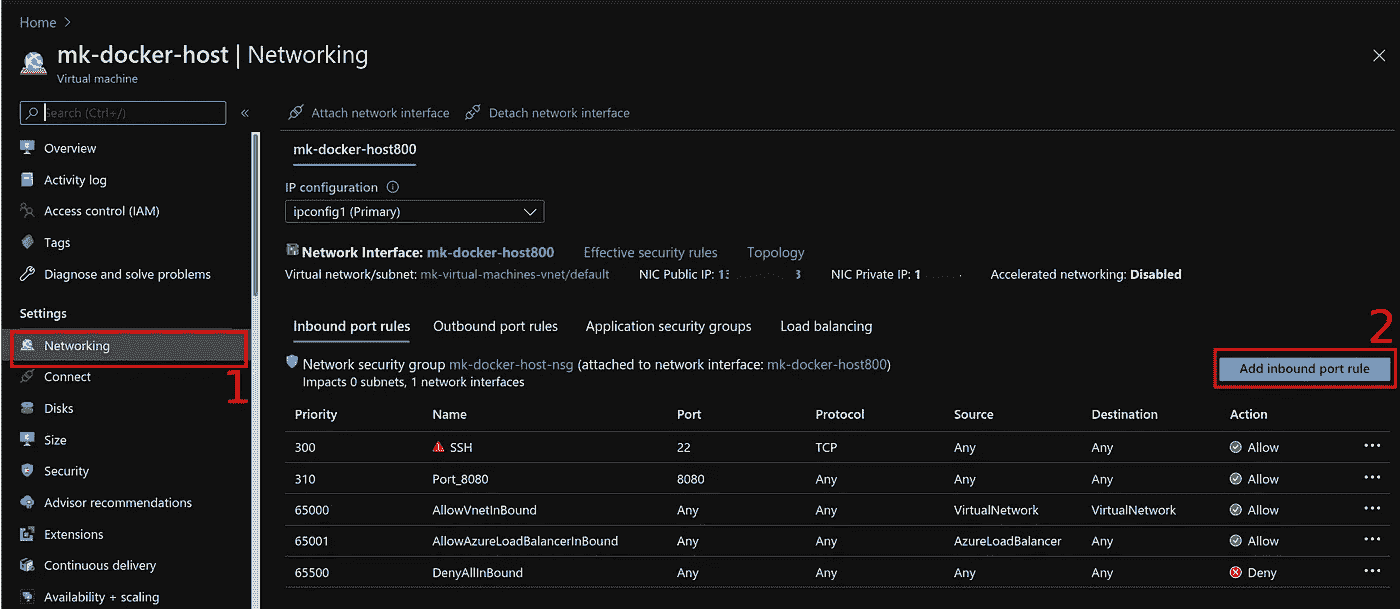 Home >
mk-docker-host | Networking
Virtual machine
Search (Ctrl+/)
«
Attach network interface Detach network interface
Overview
Activity log
Access control (IAM)
Tags
Diagnose and solve problems
Settings
Networking
1
Connect
Disks
Size
Security
Advisor recommendations
Extensions
Continuous delivery
Availability + scaling
mk-docker-host800
IP configuration
ipconfig1 (Primary)
Network Interface: mk-docker-host800 Effective security rules Topology
Virtual network/subnet: mk-virtual-machines-vnet/default NIC Public IP: 13 3 NIC Private IP: 1 Accelerated networking: Disabled
Inbound port rules Outbound port rules Application security groups Load balancing
2
Network security group mk-docker-host-nsg (attached to network interface: mk-docker-host800)
Impacts 0 subnets, 1 network interfaces
Add inbound port rule
Priority Name Port Protocol Source Destination Action
300 SSH 22 TCP Any Any Allow ...
310 Port_8080 8080 Any Any Any Allow ...
65000 AllowVnetInBound Any Any VirtualNetwork VirtualNetwork Allow ...
65001 AllowAzureLoadBalancerInBound Any Any AzureLoadBalancer Any Allow ...
65500 DenyAllInBound Any Any Any Any Deny ...